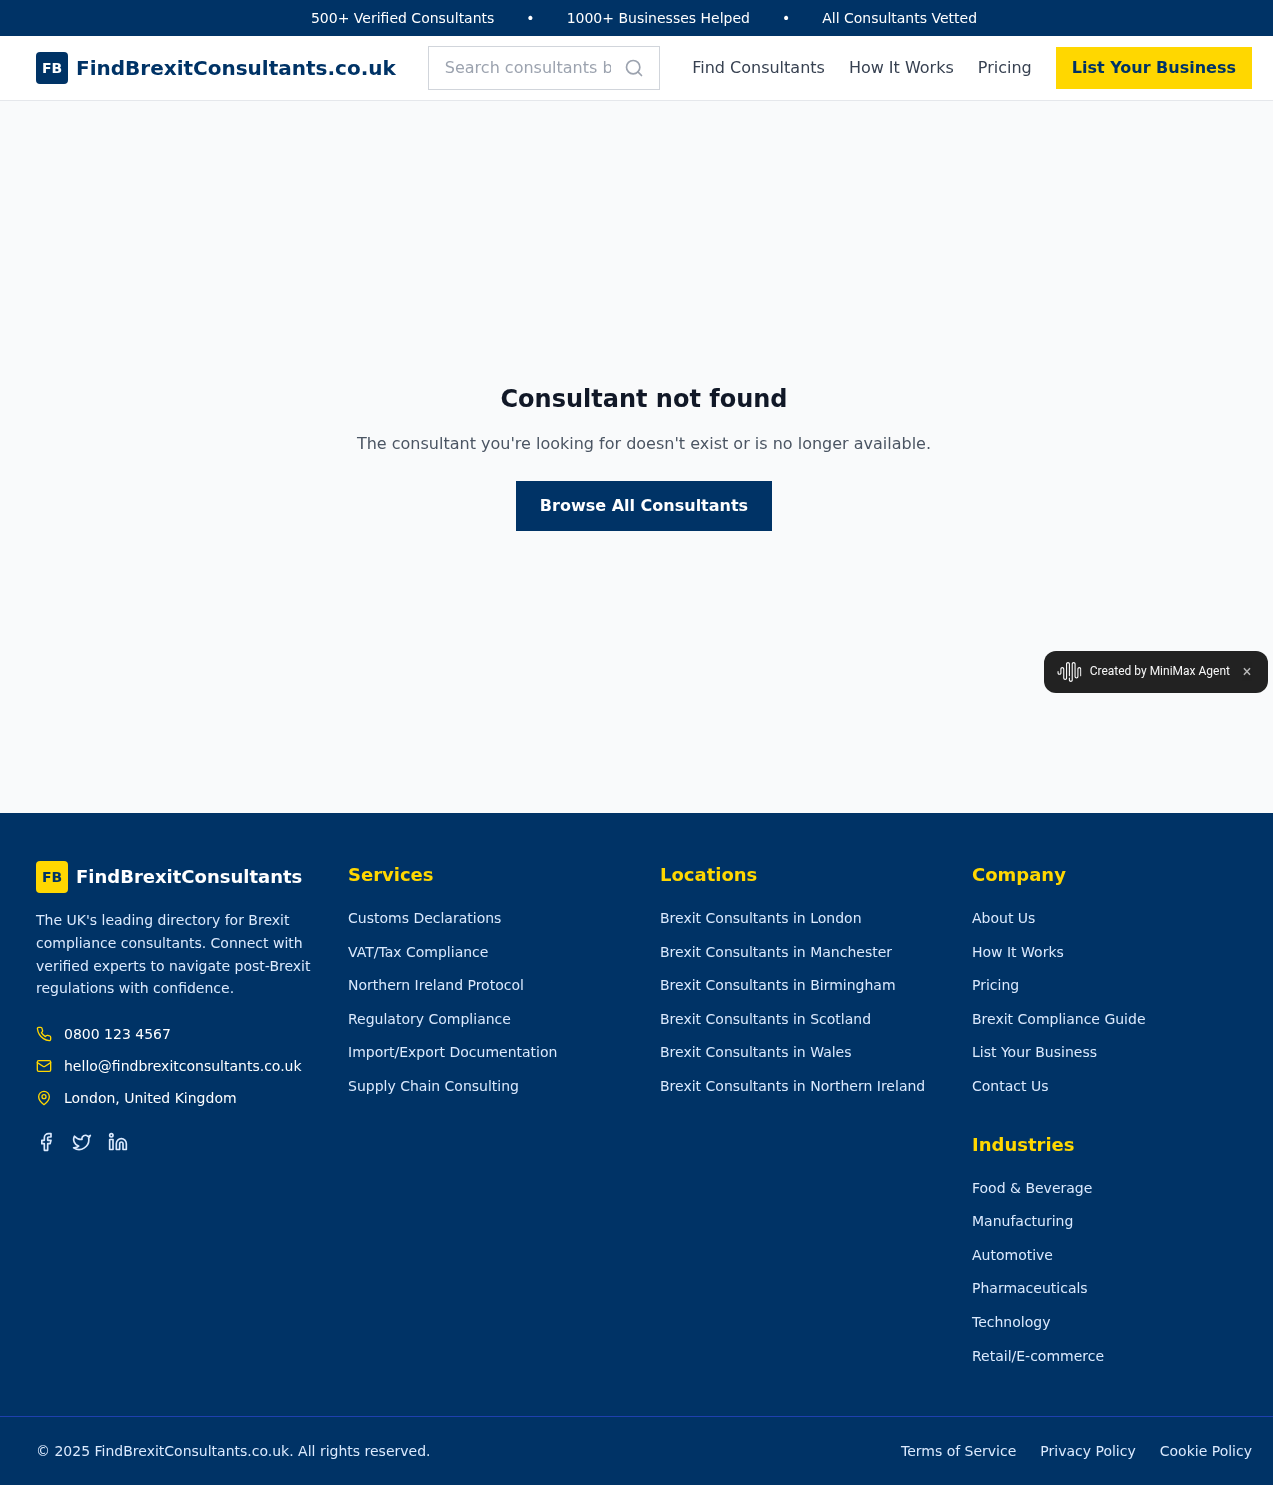 500+ Verified Consultants • 1000+ Businesses Helped • All Consultants Vetted
FB FindBrexitConsultants.co.uk
Search consultants b
Find Consultants How It Works Pricing List Your Business
Consultant not found
The consultant you're looking for doesn't exist or is no longer available.
Browse All Consultants
Created by MiniMax Agent ×
FB FindBrexitConsultants
The UK's leading directory for Brexit
compliance consultants. Connect with
verified experts to navigate post-Brexit
regulations with confidence.
0800 123 4567
hello@findbrexitconsultants.co.uk
London, United Kingdom
Services
Customs Declarations
VAT/Tax Compliance
Northern Ireland Protocol
Regulatory Compliance
Import/Export Documentation
Supply Chain Consulting
Locations
Brexit Consultants in London
Brexit Consultants in Manchester
Brexit Consultants in Birmingham
Brexit Consultants in Scotland
Brexit Consultants in Wales
Brexit Consultants in Northern Ireland
Company
About Us
How It Works
Pricing
Brexit Compliance Guide
List Your Business
Contact Us
Industries
Food & Beverage
Manufacturing
Automotive
Pharmaceuticals
Technology
Retail/E-commerce
© 2025 FindBrexitConsultants.co.uk. All rights reserved.
Terms of Service Privacy Policy Cookie Policy